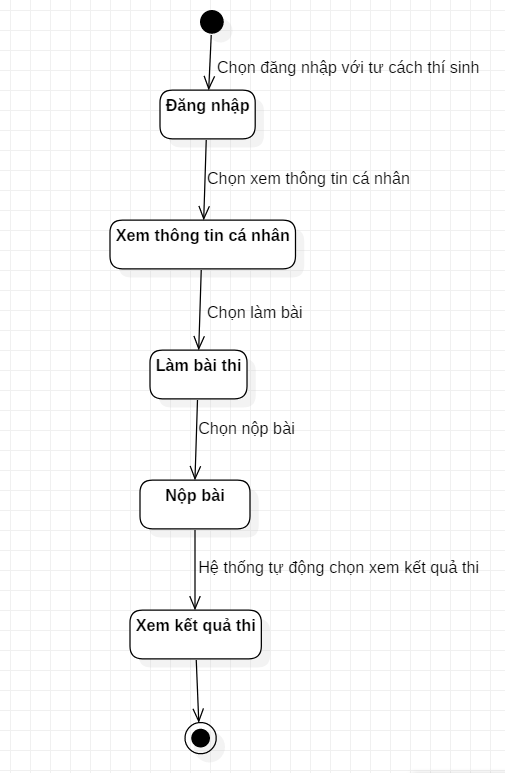 Chọn đăng nhập với tư cách thí sinh
Đăng nhập
Chọn xem thông tin cá nhân
Xem thông tin cá nhân
Chọn làm bài
Làm bài thi
Chọn nộp bài
Nộp bài
Hệ thống tự động chọn xem kết quả thi
Xem kết quả thi